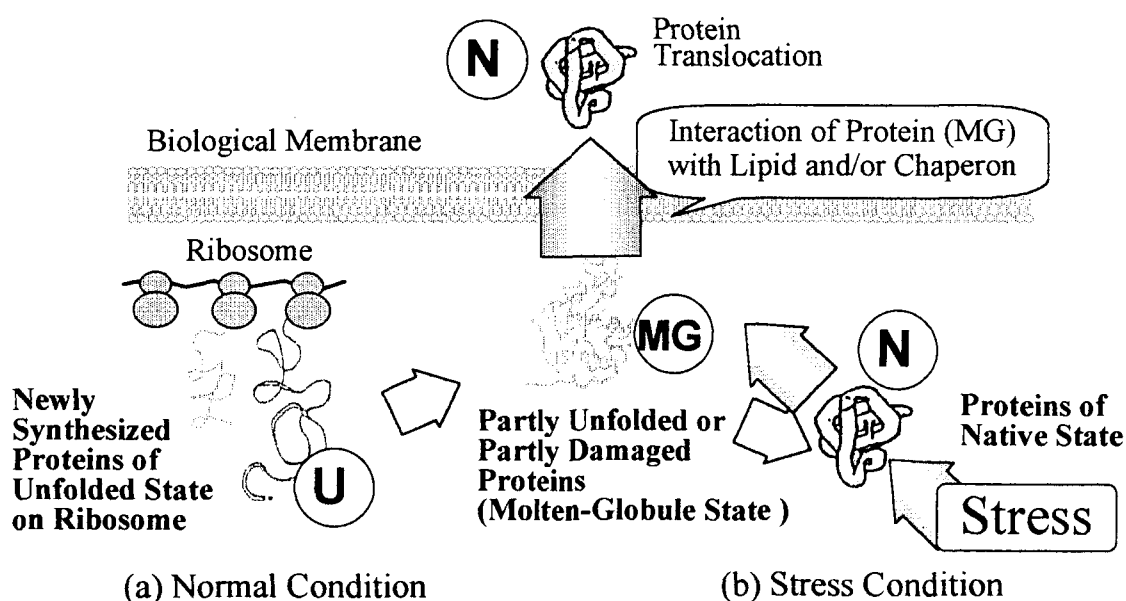 N
Protein
Translocation
Biological Membrane
Interaction of Protein (MG)
with Lipid and/or Chaperon
Ribosome
MG
N
Newly
Synthesized
Proteins of
Unfolded State
on Ribosome
U
Partly Unfolded or
Partly Damaged
Proteins
(Molten-Globule State )
Proteins of
Native State
Stress
(a) Normal Condition
(b) Stress Condition